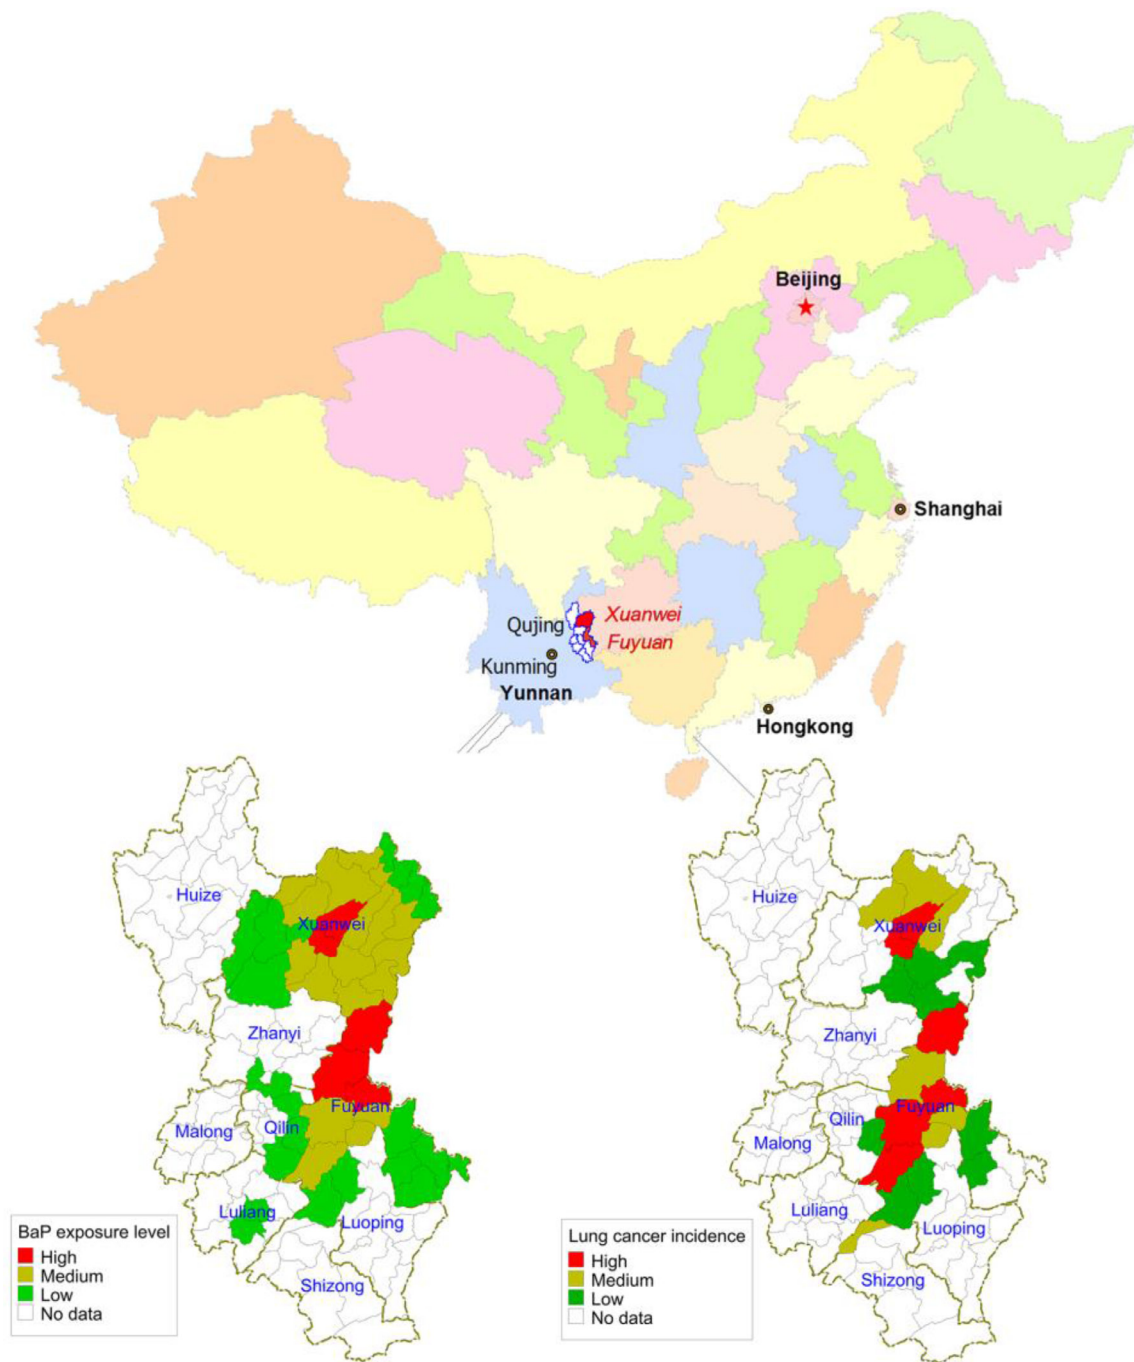 Beijing
Shanghai
Xuanwei
Qujing
Fuyuan
Kunming
Yunnan
Hongkong
Huize
Xuanwei
Zhanyi
Fuyuan
Qilin
Malong
Luliang
Luoping
Shizong
BaP exposure level
High
Medium
Low
No data
Huize
Xuanwei
Zhanyi
Fuyuan
Qilin
Malong
Luliang
Luoping
Shizong
Lung cancer incidence
High
Medium
Low
No data